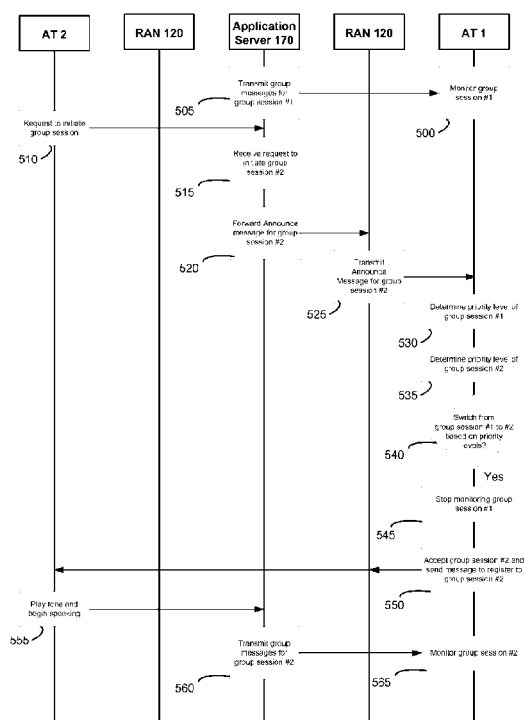 AT 2
RAN 120
Application
Server 170
RAN 120
AT 1
Transmit group
messages for
group session #1
505
Monitor group
session #1
500
Request to initiate
group session
510
Receive request to
initiate group
session #2
515
Forward Announce
message for group
session #2
520
Transmit
Announce
Message for group
session #2
525
Determine priority level of
group session #1
530
Determine priority level of
group session #2
535
Switch from
group session #1 to #2
based on priority
levels?
540
Yes
Stop monitoring group
session #1
545
Accept group session #2 and
send message to register to
group session #2
550
Play tone and
begin speaking
555
Transmit group
messages for
group session #2
560
Monitor group session #2
565